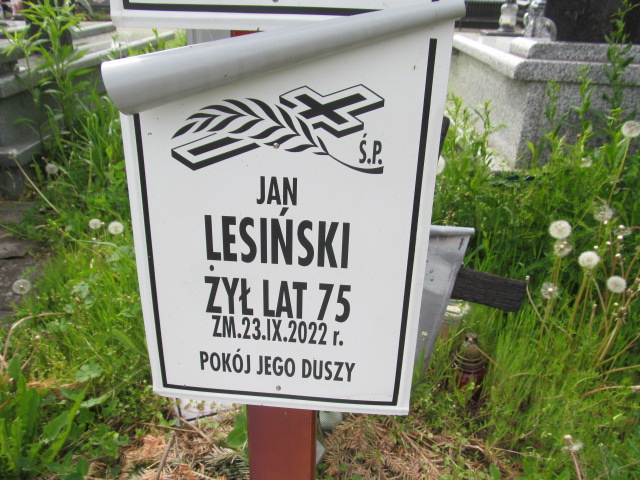 Ś.P.
JAN
LESIŃSKI
ŻYŁ LAT 75
ZM.23.IX.2022 r.
POKÓJ JEGO DUSZY